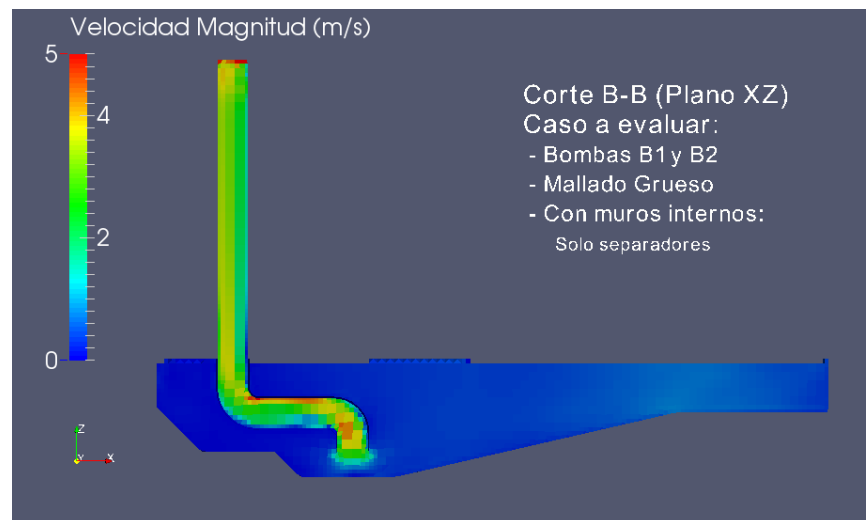 Velocidad Magnitud (m/s)
5
4
2
0
Corte B-B (Plano XZ)
Caso a evaluar:
- Bombas B1 y B2
- Mallado Grueso
- Con muros internos:
Solo separadores
Z
Y
X